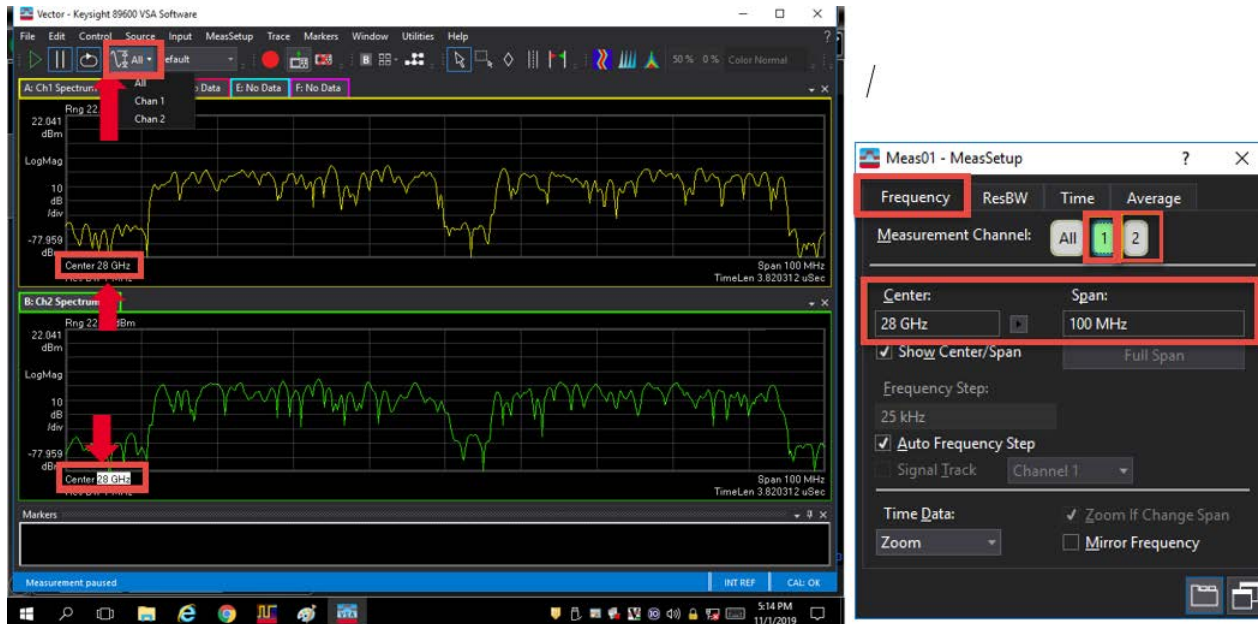 Vector - Keysight 89600 VSA Software
File Edit Control Source Input MeasSetup Trace Markers Window Utilities Help ?
All efault 50 % 0 % Color Normal
All
Chan 1
Chan 2
A: Ch1 Spectrum Data E: No Data F: No Data
Rng 22.
22.041
dBm
LogMag
10
dB
/div
-77.959
dBm
Center 28 GHz Span 100 MHz
TimeLen 3.820312 uSec
B: Ch2 Spectrum
Rng 22 dBm
22.041
dBm
LogMag
10
dB
/div
-77.959
dBm
Center 28 GHz Span 100 MHz
TimeLen 3.820312 uSec
Markers
Measurement paused INT REF CAL: OK
5:14 PM
11/1/2019
/
Meas01 - MeasSetup ?
Frequency ResBW Time Average
Measurement Channel: All 1 2
Center: Span:
28 GHz 100 MHz
Show Center/Span Full Span
Frequency Step:
25 kHz
Auto Frequency Step
Signal Track Channel 1
Time Data: Zoom If Change Span
Zoom Mirror Frequency